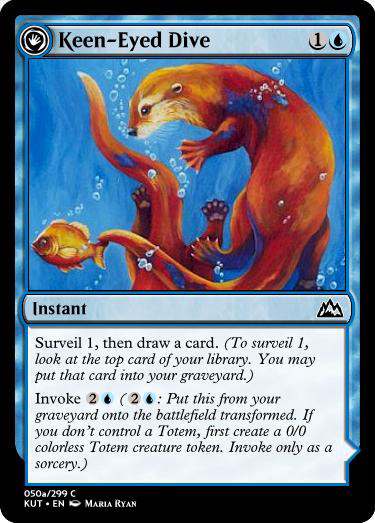 Keen-Eyed Dive 1
Instant
Surveil 1, then draw a card. (To surveil 1,
look at the top card of your library. You may
put that card into your graveyard.)
Invoke 2 ( 2 : Put this from your
graveyard onto the battlefield transformed. If
you don't control a Totem, first create a 0/0
colorless Totem creature token. Invoke only as a
sorcery.)
050a/299 C
KUT • EN Maria Ryan